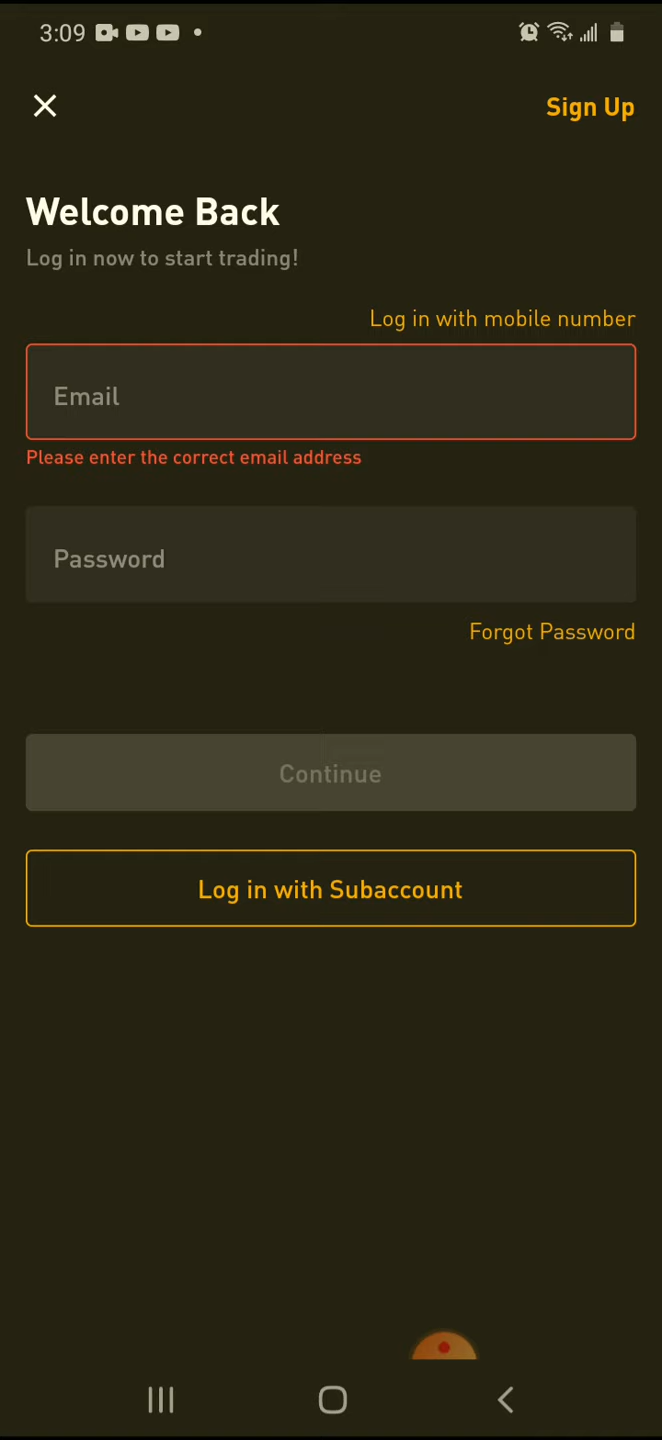 3:09
Sign Up
Welcome Back
Log in now to start trading!
Log in with mobile number
Email
Please enter the correct email address
Password
Forgot Password
Continue
Log in with Subaccount